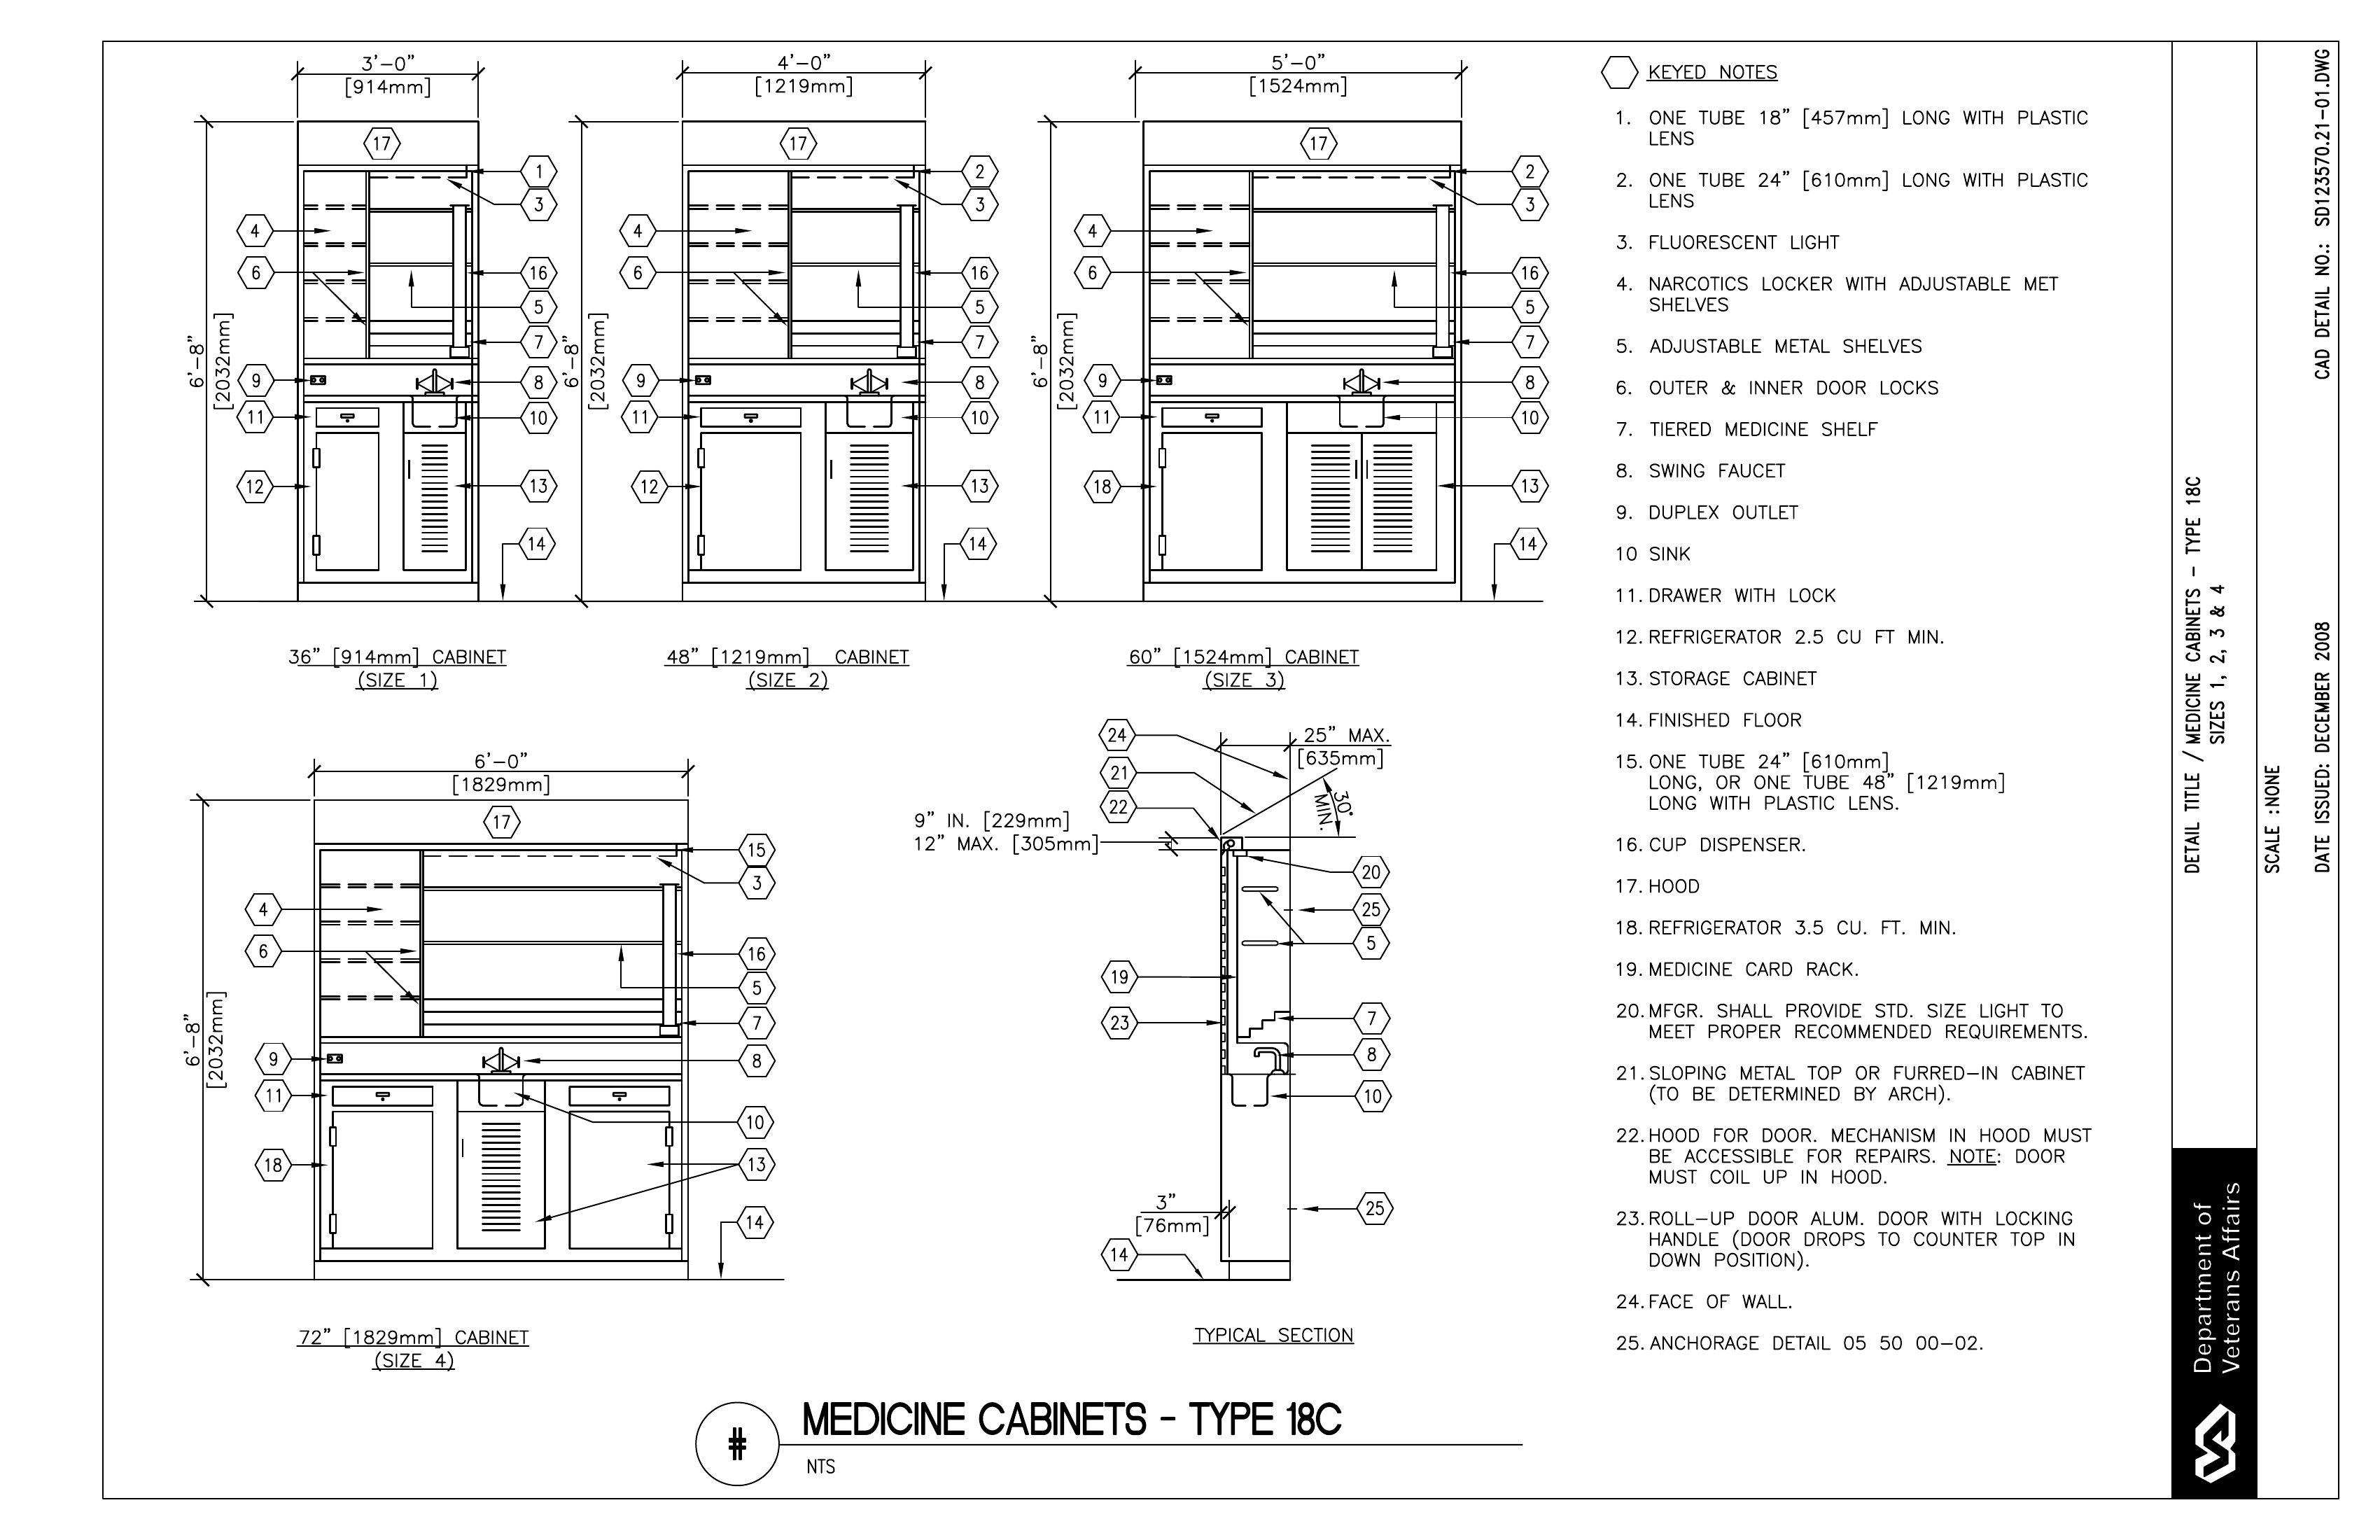 3'-0"
[914mm]
17
1
3
4
6
16
5
7
9
8
11
10
12
13
14
6'-8"
[2032mm]
36" [914mm] CABINET
(SIZE 1)
4'-0"
[1219mm]
17
2
3
4
6
16
5
7
9
8
11
10
12
13
14
6'-8"
[2032mm]
48" [1219mm] CABINET
(SIZE 2)
5'-0"
[1524mm]
17
2
3
4
6
16
5
7
9
8
11
10
18
13
14
6'-8"
[2032mm]
60" [1524mm] CABINET
(SIZE 3)
6'-0"
[1829mm]
17
15
3
4
6
16
5
7
9
8
11
10
18
13
14
6'-8"
[2032mm]
72" [1829mm] CABINET
(SIZE 4)
24
25" MAX.
[635mm]
21
22
30°
MIN.
9" IN. [229mm]
12" MAX. [305mm]
20
25
5
19
23
7
8
10
3"
[76mm]
25
14
TYPICAL SECTION
KEYED NOTES
1. ONE TUBE 18" [457mm] LONG WITH PLASTIC
LENS
2. ONE TUBE 24" [610mm] LONG WITH PLASTIC
LENS
3. FLUORESCENT LIGHT
4. NARCOTICS LOCKER WITH ADJUSTABLE MET
SHELVES
5. ADJUSTABLE METAL SHELVES
6. OUTER & INNER DOOR LOCKS
7. TIERED MEDICINE SHELF
8. SWING FAUCET
9. DUPLEX OUTLET
10 SINK
11. DRAWER WITH LOCK
12. REFRIGERATOR 2.5 CU FT MIN.
13. STORAGE CABINET
14. FINISHED FLOOR
15. ONE TUBE 24" [610mm]
LONG, OR ONE TUBE 48" [1219mm]
LONG WITH PLASTIC LENS.
16. CUP DISPENSER.
17. HOOD
18. REFRIGERATOR 3.5 CU. FT. MIN.
19. MEDICINE CARD RACK.
20. MFGR. SHALL PROVIDE STD. SIZE LIGHT TO
MEET PROPER RECOMMENDED REQUIREMENTS.
21. SLOPING METAL TOP OR FURRED-IN CABINET
(TO BE DETERMINED BY ARCH).
22. HOOD FOR DOOR. MECHANISM IN HOOD MUST
BE ACCESSIBLE FOR REPAIRS. NOTE: DOOR
MUST COIL UP IN HOOD.
23. ROLL-UP DOOR ALUM. DOOR WITH LOCKING
HANDLE (DOOR DROPS TO COUNTER TOP IN
DOWN POSITION).
24. FACE OF WALL.
25. ANCHORAGE DETAIL 05 50 00-02.
#
MEDICINE CABINETS - TYPE 18C
NTS
DETAIL TITLE / MEDICINE CABINETS - TYPE 18C
SIZES 1, 2, 3 & 4
SCALE :NONE
DATE ISSUED: DECEMBER 2008
CAD DETAIL NO.: SD123570.21-01.DWG
Department of
Veterans Affairs